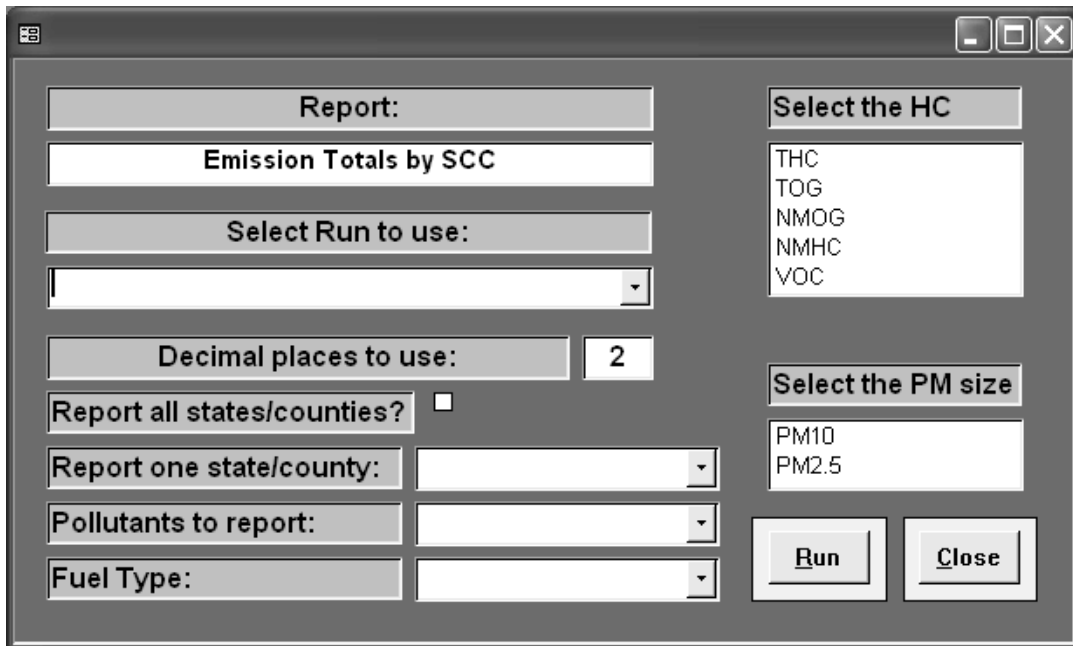 Report:
Emission Totals by SCC
Select Run to use:
Decimal places to use: 2
Report all states/counties?
Report one state/county:
Pollutants to report:
Fuel Type:
Select the HC
THC
TOG
NMOG
NMHC
VOC
Select the PM size
PM10
PM2.5
Run
Close